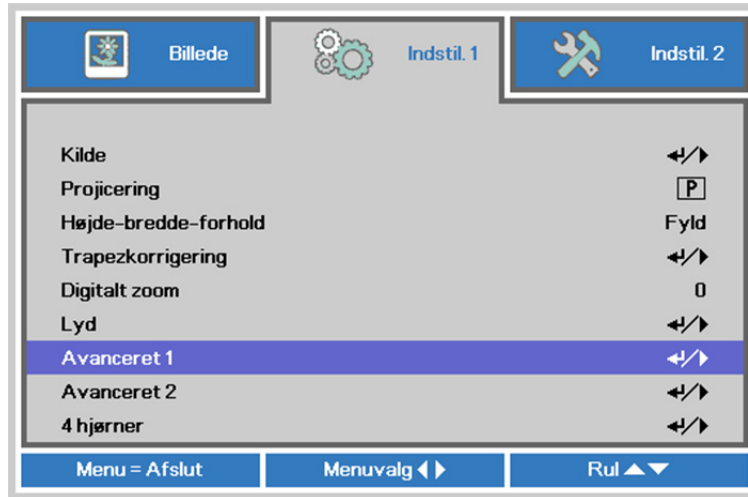 Billede
Indstil. 1
Indstil. 2
Kilde
Projicering P
Højde-bredde-forhold Fyld
Trapezkorrigering
Digitalt zoom 0
Lyd
Avanceret 1
Avanceret 2
4 hjørner
Menu = Afslut
Menuvalg
Rul